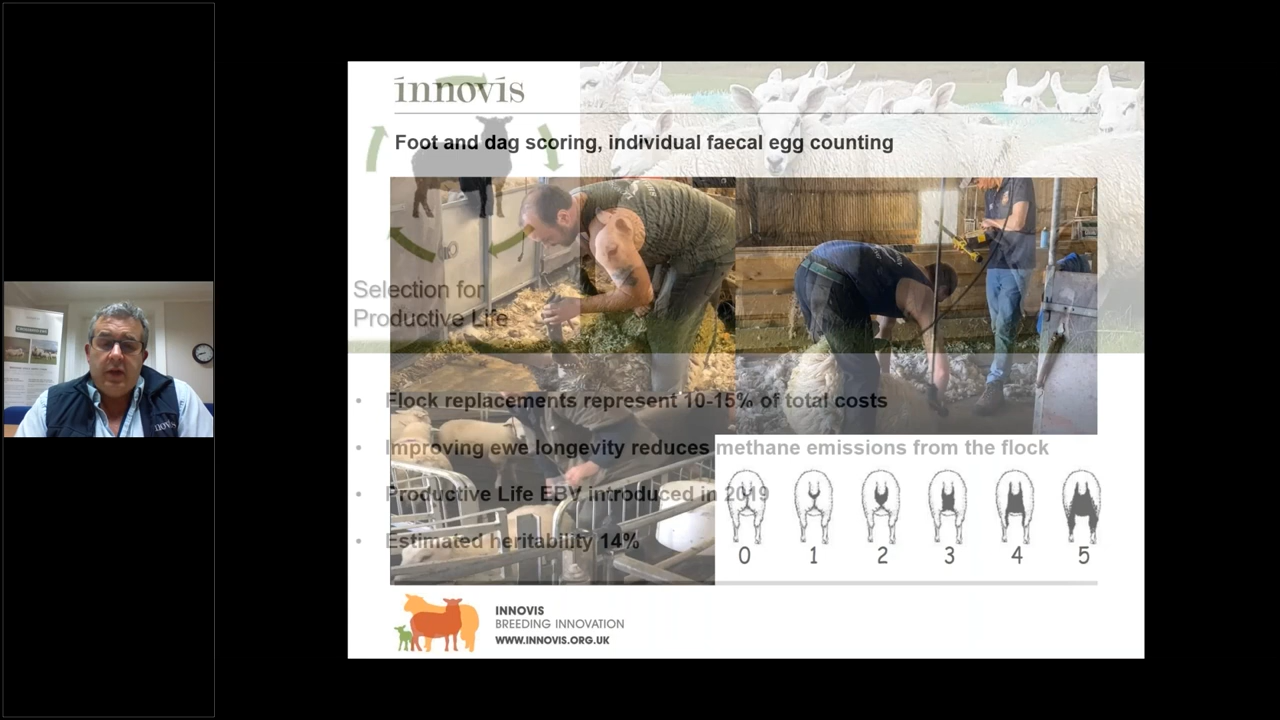 innovis
Foot and dag scoring, individual faecal egg counting
Selection for
Productive Life
• Flock replacements represent 10-15% of total costs
• Improving ewe longevity reduces methane emissions from the flock
• Productive Life EBV introduced in 2019
• Estimated heritability 14%
0 1 2 3 4 5
INNOVIS
BREEDING INNOVATION
WWW.INNOVIS.ORG.UK